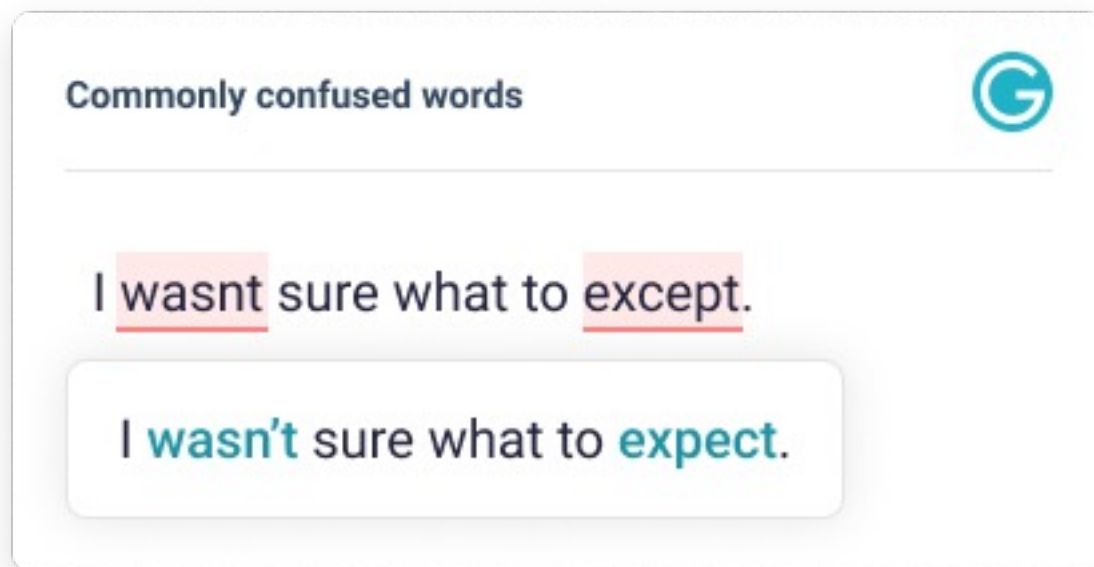 Commonly confused words
I wasnt sure what to except.
I wasn't sure what to expect.